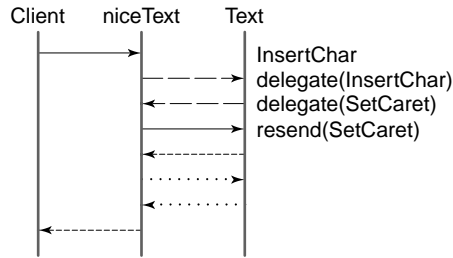 Client niceText Text
InsertChar
delegate(InsertChar)
delegate(SetCaret)
resend(SetCaret)